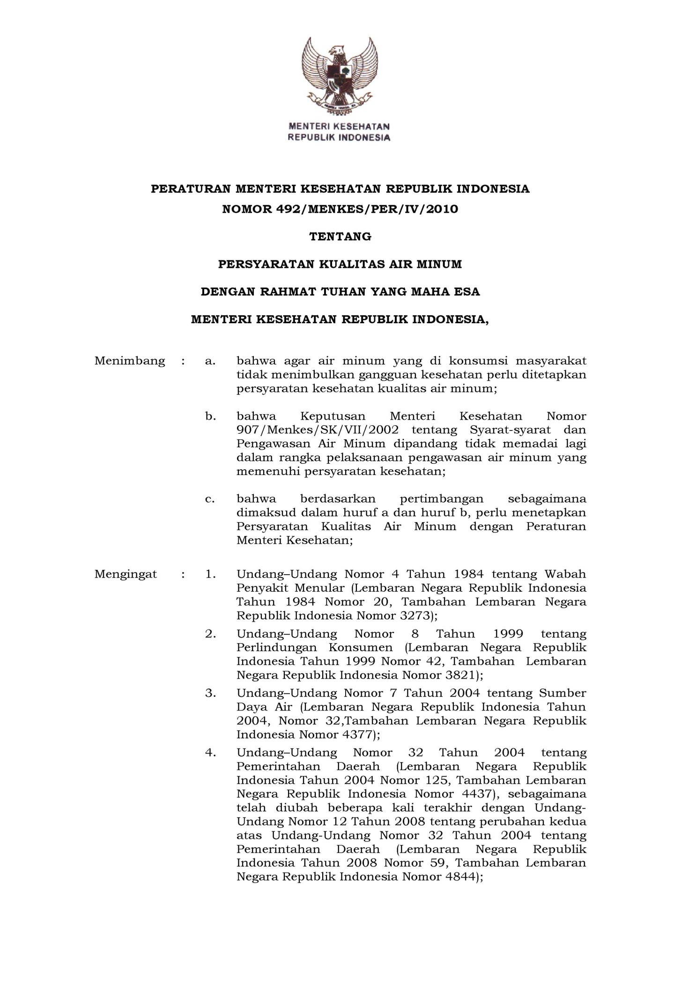 MENTERI KESEHATAN
REPUBLIK INDONESIA
PERATURAN MENTERI KESEHATAN REPUBLIK INDONESIA
NOMOR 492/MENKES/PER/IV/2010
TENTANG
PERSYARATAN KUALITAS AIR MINUM
DENGAN RAHMAT TUHAN YANG MAHA ESA
MENTERI KESEHATAN REPUBLIK INDONESIA,
Menimbang : a. bahwa agar air minum yang di konsumsi masyarakat
tidak menimbulkan gangguan kesehatan perlu ditetapkan
persyaratan kesehatan kualitas air minum;
b. bahwa Keputusan Menteri Kesehatan Nomor
907/Menkes/SK/VII/2002 tentang Syarat-syarat dan
Pengawasan Air Minum dipandang tidak memadai lagi
dalam rangka pelaksanaan pengawasan air minum yang
memenuhi persyaratan kesehatan;
c. bahwa berdasarkan pertimbangan sebagaimana
dimaksud dalam huruf a dan huruf b, perlu menetapkan
Persyaratan Kualitas Air Minum dengan Peraturan
Menteri Kesehatan;
Mengingat : 1. Undang–Undang Nomor 4 Tahun 1984 tentang Wabah
Penyakit Menular (Lembaran Negara Republik Indonesia
Tahun 1984 Nomor 20, Tambahan Lembaran Negara
Republik Indonesia Nomor 3273);
2. Undang–Undang Nomor 8 Tahun 1999 tentang
Perlindungan Konsumen (Lembaran Negara Republik
Indonesia Tahun 1999 Nomor 42, Tambahan Lembaran
Negara Republik Indonesia Nomor 3821);
3. Undang–Undang Nomor 7 Tahun 2004 tentang Sumber
Daya Air (Lembaran Negara Republik Indonesia Tahun
2004, Nomor 32,Tambahan Lembaran Negara Republik
Indonesia Nomor 4377);
4. Undang–Undang Nomor 32 Tahun 2004 tentang
Pemerintahan Daerah (Lembaran Negara Republik
Indonesia Tahun 2004 Nomor 125, Tambahan Lembaran
Negara Republik Indonesia Nomor 4437), sebagaimana
telah diubah beberapa kali terakhir dengan Undang-
Undang Nomor 12 Tahun 2008 tentang perubahan kedua
atas Undang-Undang Nomor 32 Tahun 2004 tentang
Pemerintahan Daerah (Lembaran Negara Republik
Indonesia Tahun 2008 Nomor 59, Tambahan Lembaran
Negara Republik Indonesia Nomor 4844);